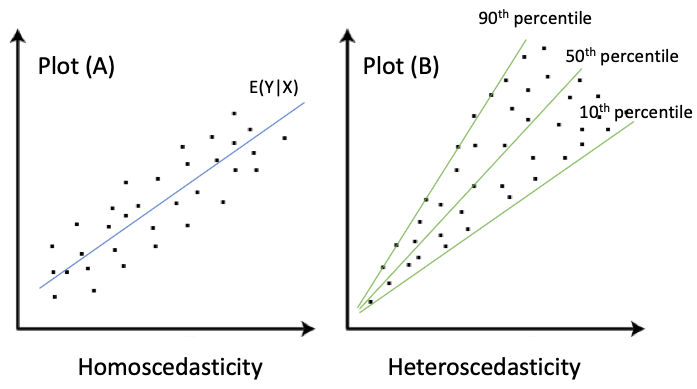 90th percentile
Plot (A)
Plot (B)
50th percentile
E(Y|X)
10th percentile
Homoscedasticity
Heteroscedasticity